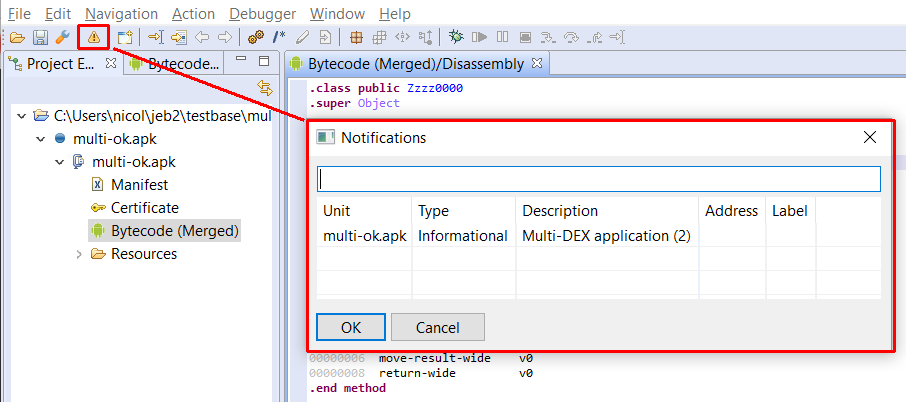 File Edit Navigation Action Debugger Window Help
Project E... Bytecode... Bytecode (Merged)/Disassembly
.class public Zzzz0000
.super Object
C:\Users\nicol\jeb2\testbase\mul
multi-ok.apk
multi-ok.apk
Manifest
Certificate
Bytecode (Merged)
Resources
Notifications
Unit Type Description Address Label
multi-ok.apk Informational Multi-DEX application (2)
OK Cancel
00000006 move-result-wide v0
00000008 return-wide v0
.end method